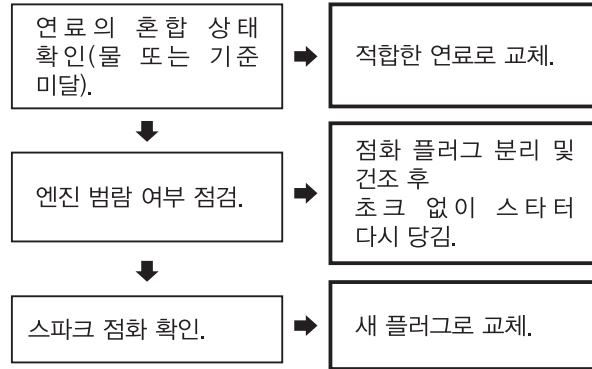 연료의 혼합 상태
확인(물 또는 기준
미달).
적합한 연료로 교체.
엔진 범람 여부 점검.
점화 플러그 분리 및
건조 후
초크 없이 스타터
다시 당김.
스파크 점화 확인.
새 플러그로 교체.